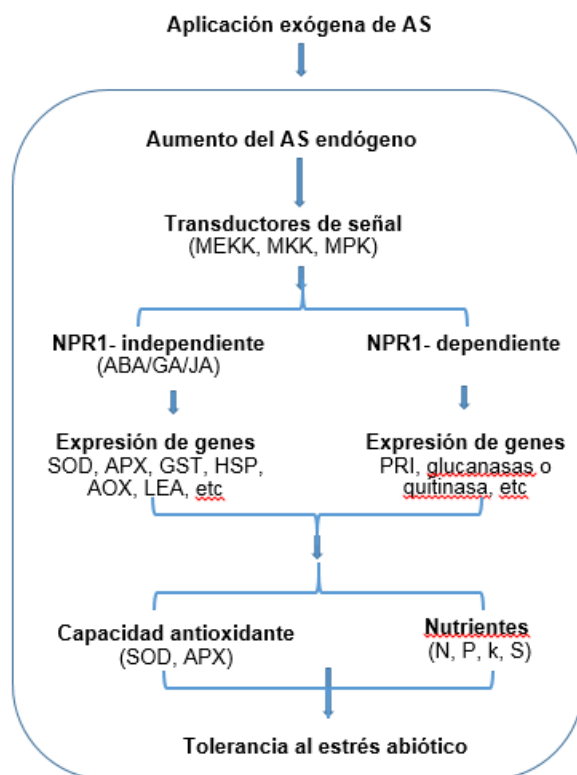 Aplicación exógena de AS
Aumento del AS endógeno
Transductores de señal
(MEKK, MKK, MPK)
NPR1- independiente
(ABA/GA/JA)
NPR1- dependiente
Expresión de genes
SOD, APX, GST, HSP,
AOX, LEA, etc
Expresión de genes
PRI, glucanasas o
quitinasa, etc
Capacidad antioxidante
(SOD, APX)
Nutrientes
(N, P, k, S)
Tolerancia al estrés abiótico